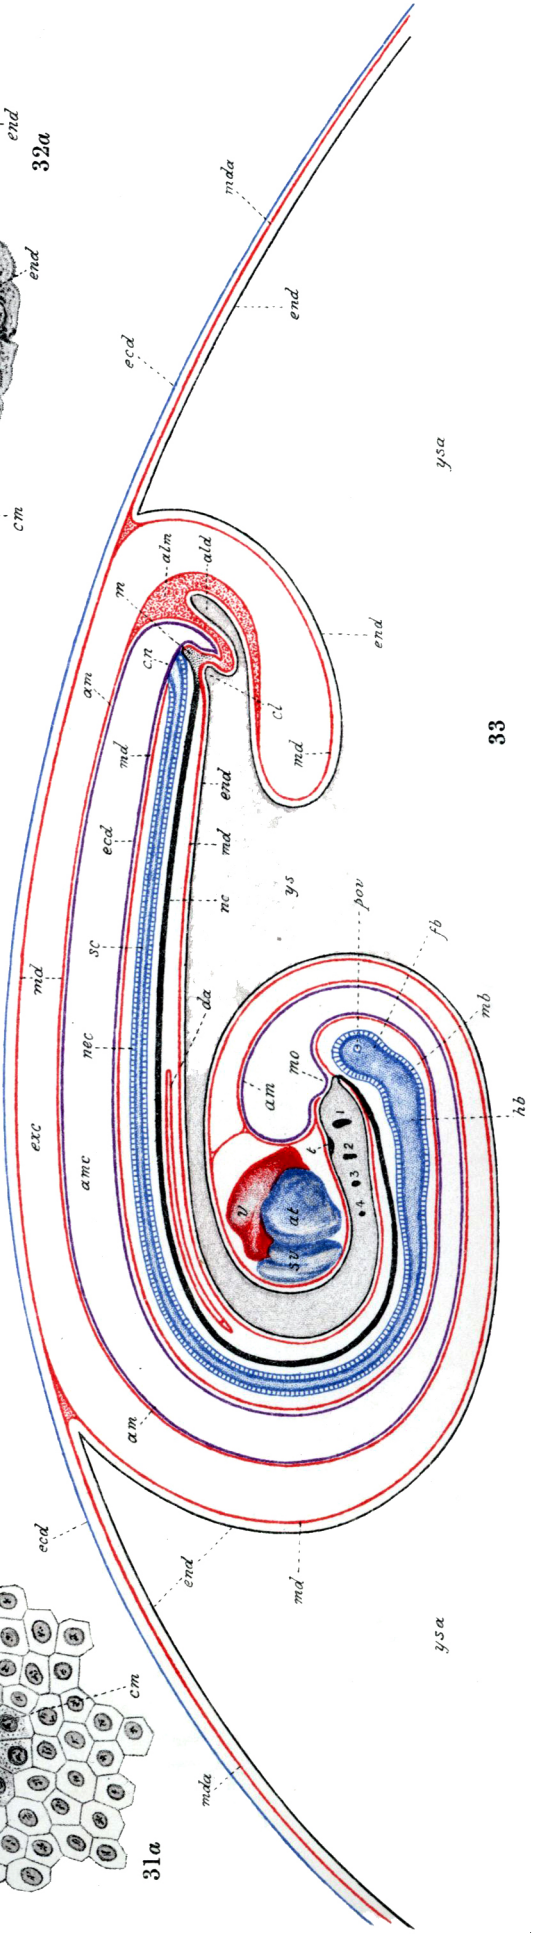 end
32a
end
cm
mda
end
ecd
ysa
alm
ald
m
end
cn
am
cl
33
md
md
end
ecd
md
nc
ys
sc
pov
fb
md
da
mb
nec
mo
am
hb
exc
amc
1
2
3
4
v
at
sv
am
ecd
end
md
ysa
cm
mda
31a